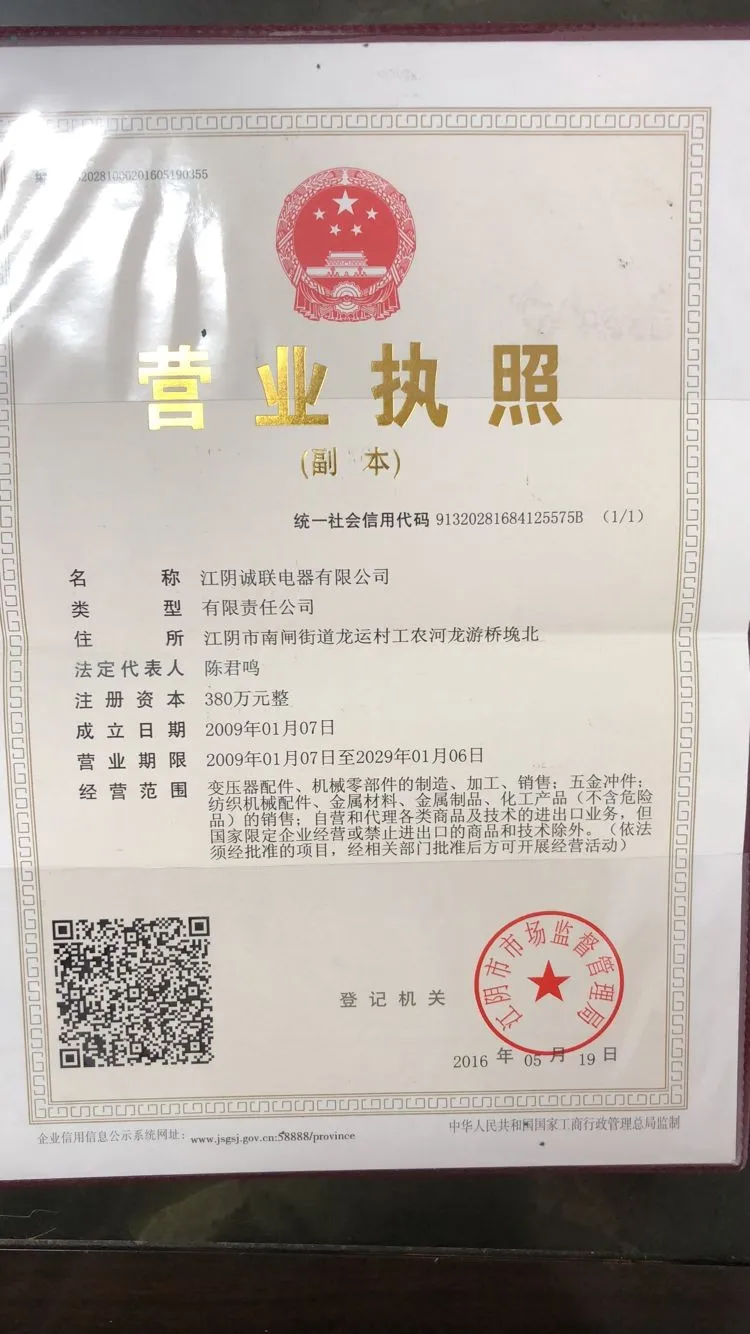 20281000201605190355
营业执照
(副 本)
统一社会信用代码 91320281684125575B （1/1）
名 称 江阴诚联电器有限公司
类 型 有限责任公司
住 所 江阴市南闸街道龙运村工农河龙游桥堍北
法定代表人 陈君鸣
注册资本 380万元整
成立日期 2009年01月07日
营业期限 2009年01月07日至2029年01月06日
经营范围 变压器配件、机械零部件的制造、加工、销售；五金冲件；
纺织机械配件、金属材料、金属制品、化工产品（不含危险
品）的销售；自营和代理各类商品及技术的进出口业务，但
国家限定企业经营或禁止进出口的商品和技术除外。（依法
须经批准的项目，经相关部门批准后方可开展经营活动）
江阴市市场监督管理局
登记机关
2016 年 05 月 19 日
企业信用信息公示系统网址：www.jsgsj.gov.cn:58888/province
中华人民共和国国家工商行政管理总局监制